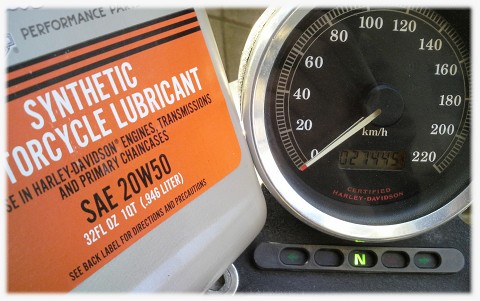 PERFORMANCE PAR
SYNTHETIC
TORCYCLE LUBRICANT
SE IN HARLEY-DAVIDSON® ENGINES, TRANSMISSIONS
AND PRIMARY CHAINCASES
SAE 20W50
32FL OZ 1QT (.946 LITER)
SEE BACK LABEL FOR DIRECTIONS AND PRECAUTIONS
0
20
40
60
80
100
120
140
160
180
200
220
km/h
027445
CERTIFIED
HARLEY-DAVIDSON
N